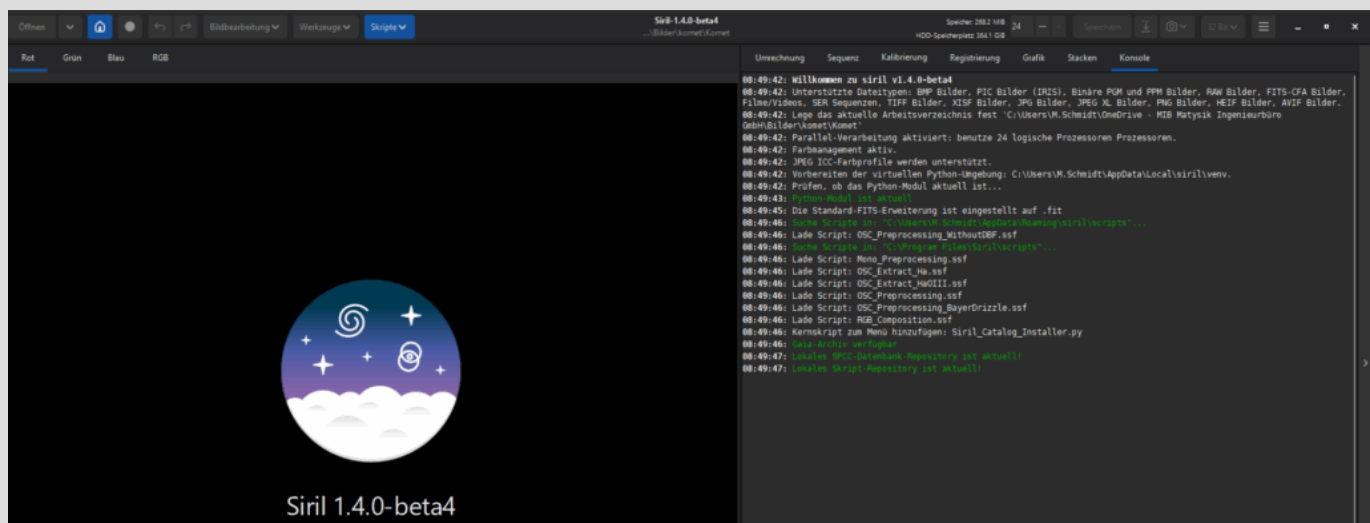 Öffnen Bildbearbeitung Werkzeuge Skripte
Siril-1.4.0-beta4
...\Bilder\komet\Komet
Speicher: 288.2 MiB
HDD-Speicherplatz: 364.1 GiB
24
Speichern
32 Bit
Rot Grün Blau RGB
Umrechnung Sequenz Kalibrierung Registrierung Grafik Stacken Konsole
08:49:42: Willkommen zu siril v1.4.0-beta4
08:49:42: Unterstützte Dateitypen: BMP Bilder, PIC Bilder (IRIS), Binäre PGM und PPM Bilder, RAW Bilder, FITS-CFA Bilder,
Filme/Videos, SER Sequenzen, TIFF Bilder, XISF Bilder, JPG Bilder, JPEG XL Bilder, PNG Bilder, HEIF Bilder, AVIF Bilder.
08:49:42: Lege das aktuelle Arbeitsverzeichnis fest 'C:\Users\M.Schmidt\OneDrive - MIB Matysik Ingenieurbüro
GmbH\Bilder\komet\Komet'
08:49:42: Parallel-Verarbeitung aktiviert: benutze 24 logische Prozessoren Prozessoren.
08:49:42: Farbmanagement aktiv.
08:49:42: JPEG ICC-Farbprofile werden unterstützt.
08:49:42: Vorbereiten der virtuellen Python-Umgebung: C:\Users\M.Schmidt\AppData\Local\siril\venv.
08:49:42: Prüfen, ob das Python-Modul aktuell ist...
08:49:43: Python-Modul ist aktuell
08:49:45: Die Standard-FITS-Erweiterung ist eingestellt auf .fit
08:49:46: Suche Scripte in: "C:\Users\M.Schmidt\AppData\Roaming\siril\scripts"...
08:49:46: Lade Script: OSC_Preprocessing_WithoutDBF.ssf
08:49:46: Suche Scripte in: "C:\Program Files\Siril\scripts"...
08:49:46: Lade Script: Mono_Preprocessing.ssf
08:49:46: Lade Script: OSC_Extract_Ha.ssf
08:49:46: Lade Script: OSC_Extract_HaOIII.ssf
08:49:46: Lade Script: OSC_Preprocessing.ssf
08:49:46: Lade Script: OSC_Preprocessing_BayerDrizzle.ssf
08:49:46: Lade Script: RGB_Composition.ssf
08:49:46: Kernskript zum Menü hinzufügen: Siril_Catalog_Installer.py
08:49:46: Gaia-Archiv verfügbar
08:49:47: Lokales SPCC-Datenbank-Repository ist aktuell!
08:49:47: Lokales Skript-Repository ist aktuell!
Siril 1.4.0-beta4